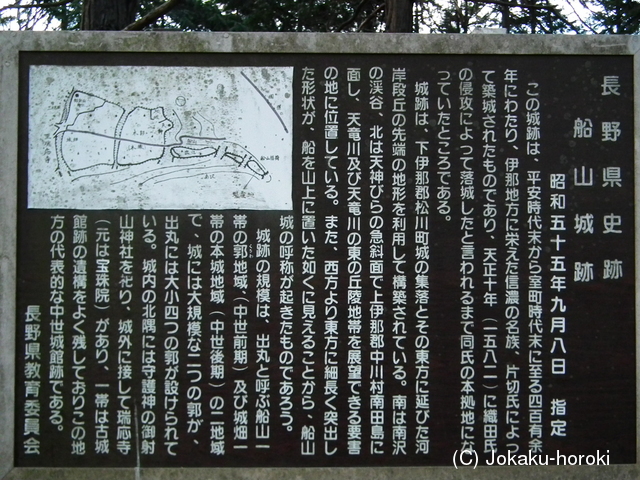 長野県史跡
船山城跡
昭和五十五年九月八日 指定
この城跡は、平安時代末から室町時代末に至る四百有余
年にわたり、伊那地方に栄えた信濃の名族、片切氏によっ
て築城されたものであり、天正十年（一五八二）に織田氏
の侵攻によって落城したと言われるまで同氏の本拠地にな
っていたところである。
城跡は、下伊那郡松川町城の集落とその東方に延びた河
岸段丘の先端の地形を利用して構築されている。南は南沢
の渓谷、北は天神びらの急斜面で上伊那郡中川村南田島に
面し、天竜川及び天竜川の東の丘陵地帯を展望できる要害
の地に位置している。また、西方より東方に細長く突出し
た形状が、船を山上に置いた如くに見えることから、船山
城の呼称が起きたものであろう。
城跡の規模は、出丸と呼ぶ船山一
帯の郭地域（中世前期）及び城畑一
帯の本城地域（中世後期）の二地域
で、城には大規模な二つの郭が、
出丸には大小四つの郭が設けられて
いる。城内の北隅には守護神の御射
山神社を祀り、城外に接して瑞応寺
（元は宝珠院）があり、一帯は古城
館跡の遺構をよく残しておりこの地
方の代表的な中世城館跡である。
長野県教育委員会
(C) Jokaku-horoki